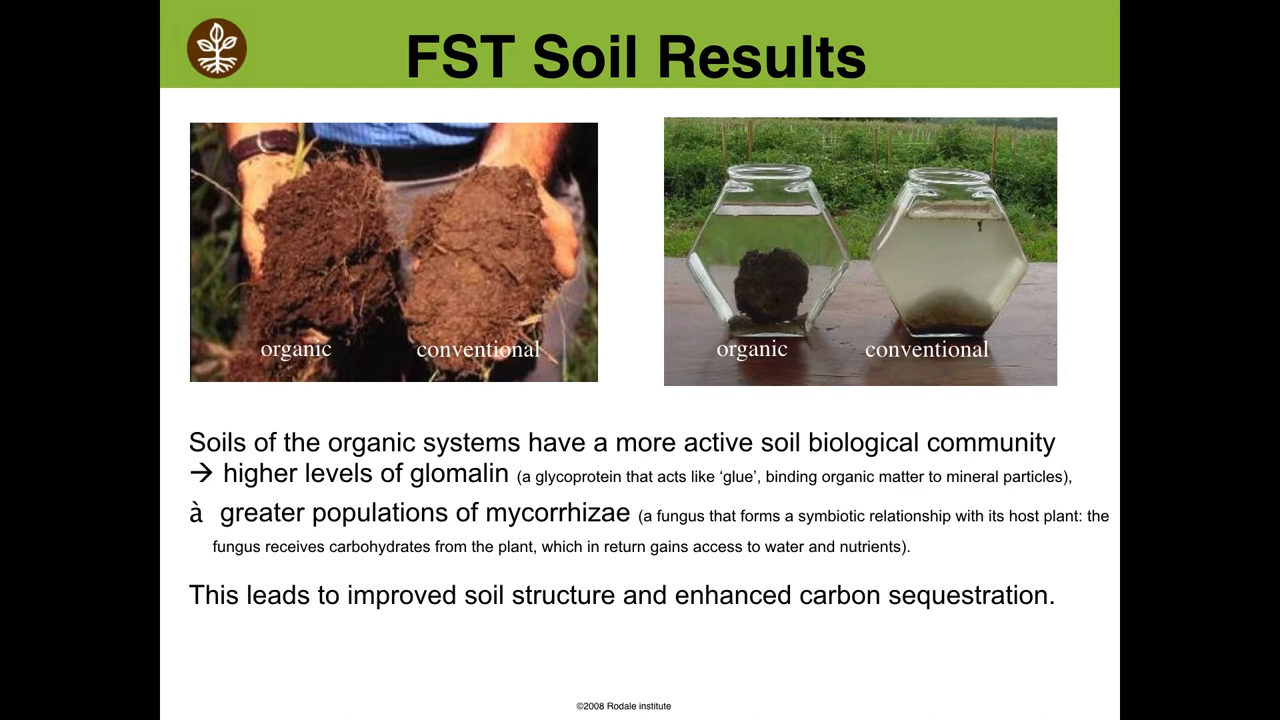 FST Soil Results
organic
conventional
organic
conventional
Soils of the organic systems have a more active soil biological community
→ higher levels of glomalin (a glycoprotein that acts like ‘glue’, binding organic matter to mineral particles),
à greater populations of mycorrhizae (a fungus that forms a symbiotic relationship with its host plant: the
fungus receives carbohydrates from the plant, which in return gains access to water and nutrients).
This leads to improved soil structure and enhanced carbon sequestration.
©2008 Rodale institute